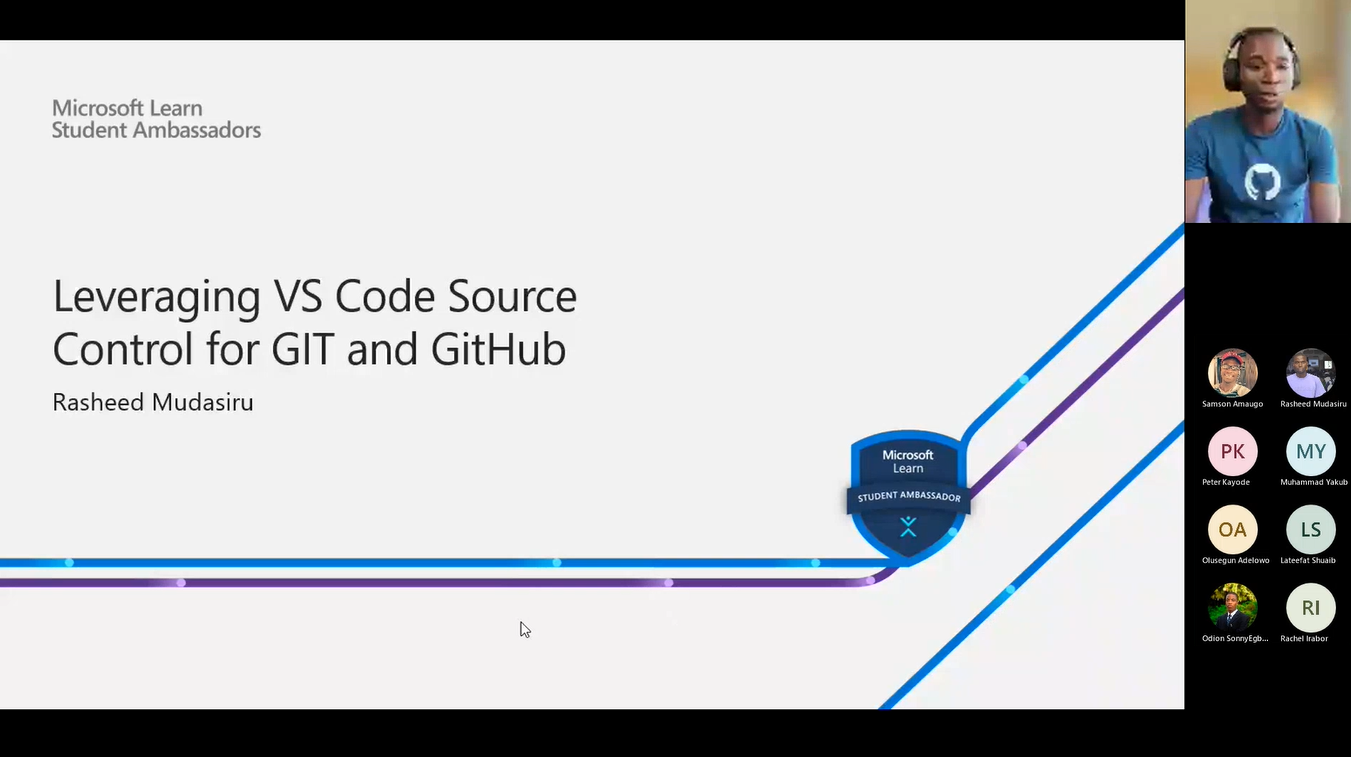 Microsoft Learn
Student Ambassadors
Leveraging VS Code Source
Control for GIT and GitHub
Rasheed Mudasiru
Microsoft
Learn
STUDENT AMBASSADOR
Samson Amaugo
Rasheed Mudasiru
PK
MY
Peter Kayode
Muhammad Yakub
OA
LS
Olusegun Adelowo
Lateefat Shuaib
RI
Odion SonnyEgb...
Rachel Irabor